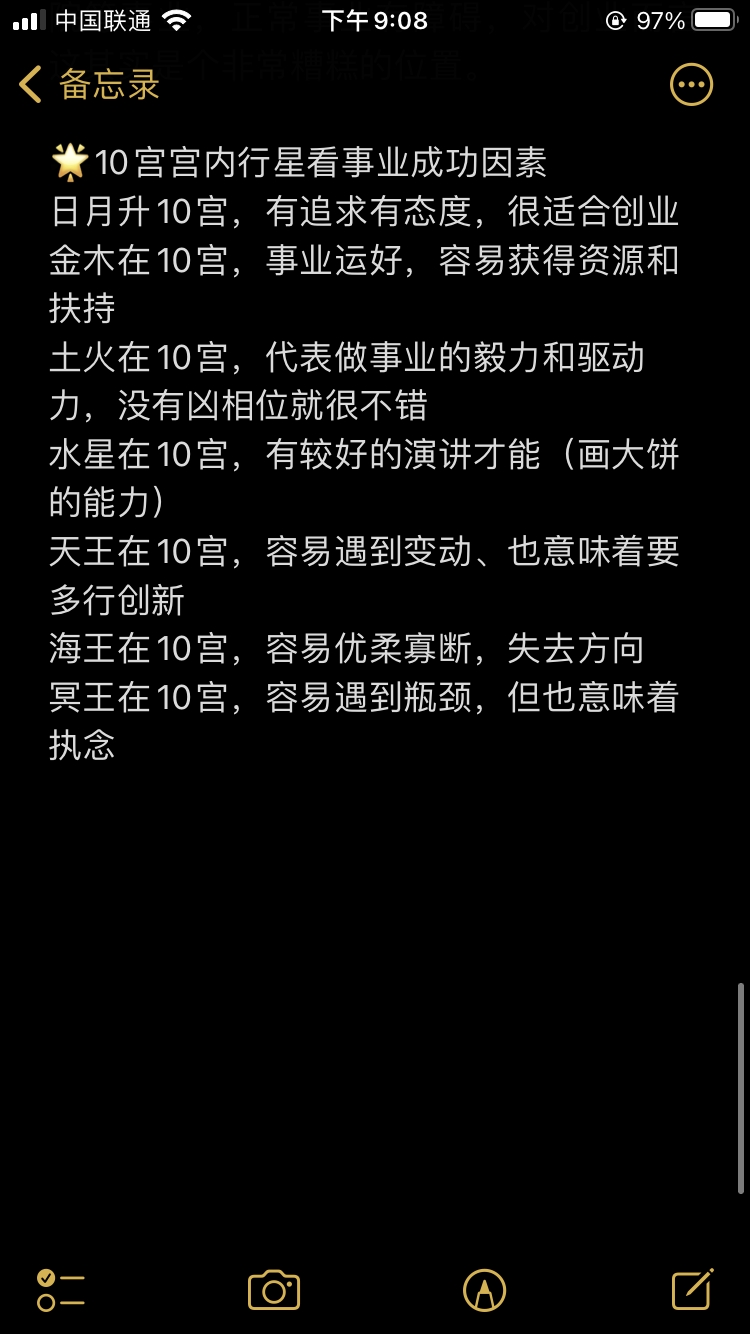 中国联通 下午9:08 97%
备忘录
🌟10宫宫内行星看事业成功因素
日月升10宫，有追求有态度，很适合创业
金木在10宫，事业运好，容易获得资源和
扶持
土火在10宫，代表做事业的毅力和驱动
力，没有凶相位就很不错
水星在10宫，有较好的演讲才能（画大饼
的能力）
天王在10宫，容易遇到变动、也意味着要
多行创新
海王在10宫，容易优柔寡断，失去方向
冥王在10宫，容易遇到瓶颈，但也意味着
执念